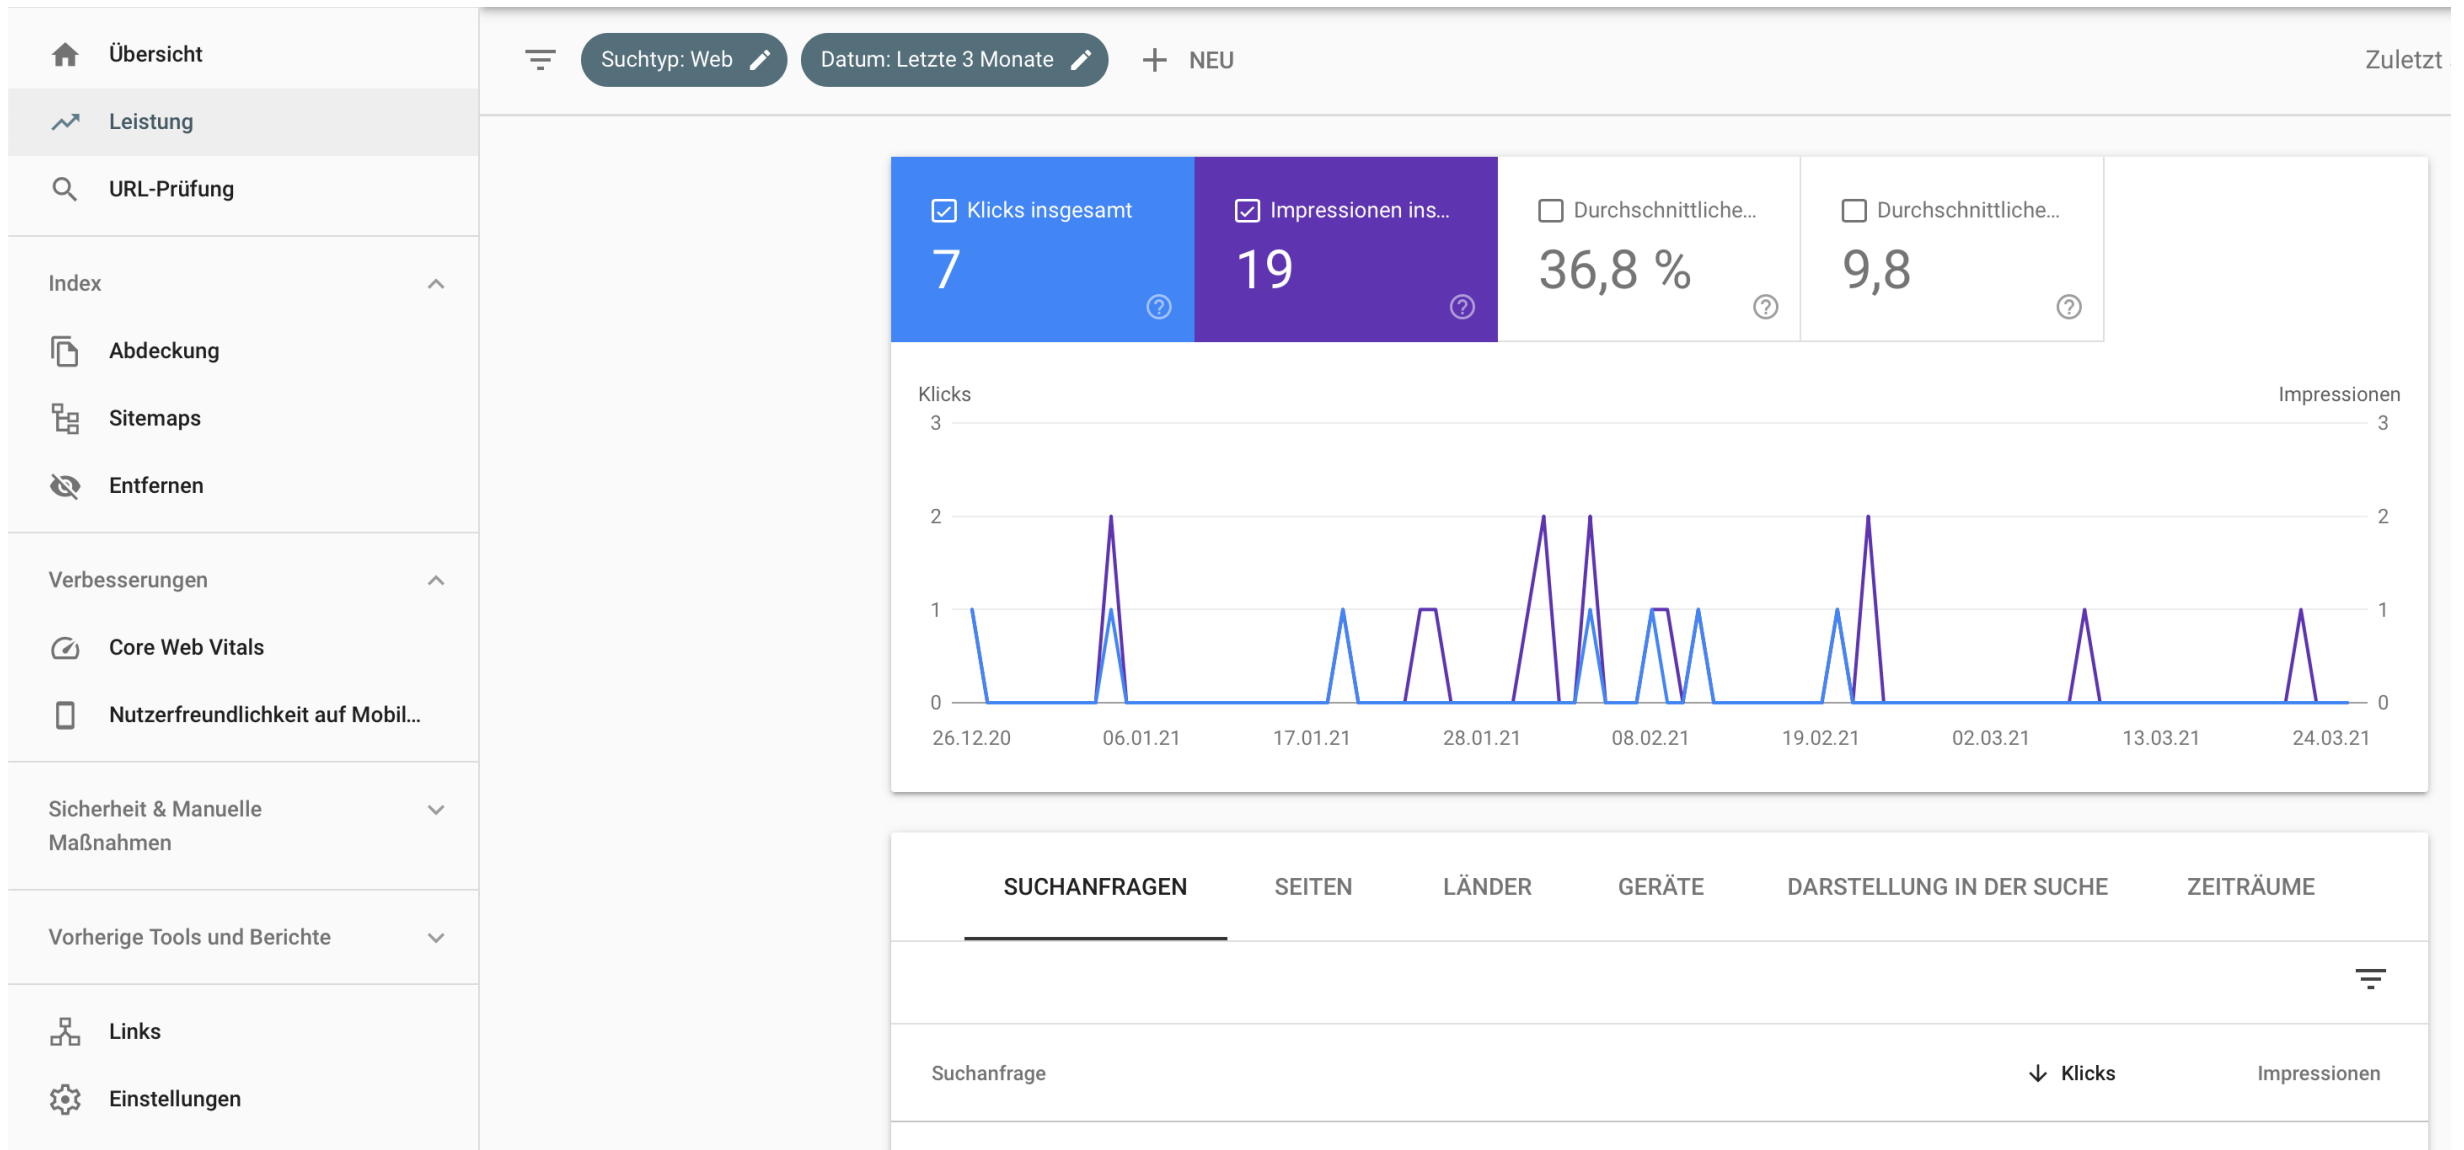 Übersicht
Leistung
URL-Prüfung
Index
Abdeckung
Sitemaps
Entfernen
Verbesserungen
Core Web Vitals
Nutzerfreundlichkeit auf Mobil...
Sicherheit & Manuelle
Maßnahmen
Vorherige Tools und Berichte
Links
Einstellungen
Suchtyp: Web
Datum: Letzte 3 Monate
NEU
Zuletzt
Klicks insgesamt
7
Impressionen ins...
19
Durchschnittliche...
36,8 %
Durchschnittliche...
9,8
Klicks
Impressionen
3
3
2
2
1
1
0
0
26.12.20 06.01.21 17.01.21 28.01.21 08.02.21 19.02.21 02.03.21 13.03.21 24.03.21
SUCHANFRAGEN SEITEN LÄNDER GERÄTE DARSTELLUNG IN DER SUCHE ZEITRÄUME
Suchanfrage Klicks Impressionen